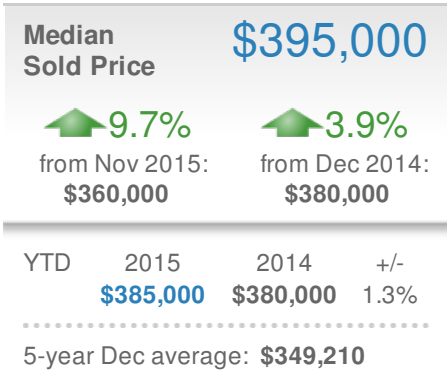 Median
Sold Price
$395,000
9.7%
from Nov 2015:
$360,000
3.9%
from Dec 2014:
$380,000
YTD 2015 2014 +/-
$385,000 $380,000 1.3%
5-year Dec average: $349,210